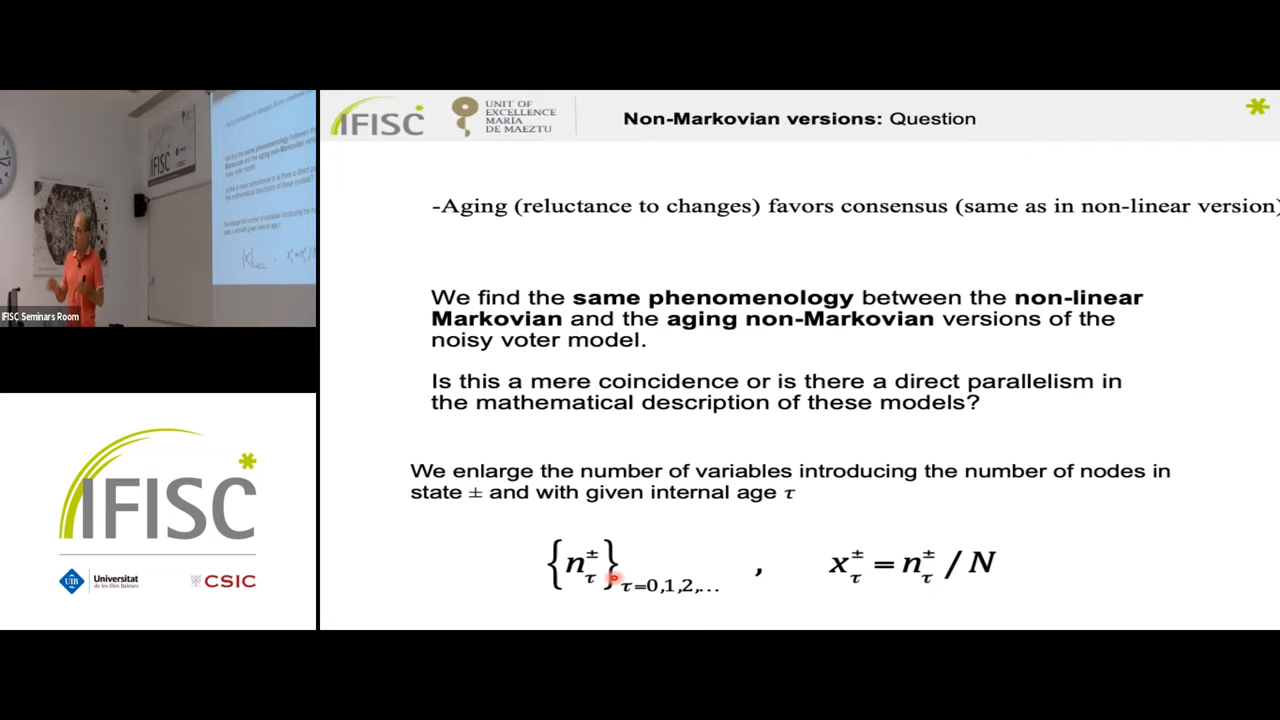 IFISC
UNIT OF
EXCELLENCE
MARÍA
DE MAEZTU
Non-Markovian versions: Question
-Aging (reluctance to changes) favors consensus (same as in non-linear version)
We find the same phenomenology between the non-linear
Markovian and the aging non-Markovian versions of the
noisy voter model.
Is this a mere coincidence or is there a direct parallelism in
the mathematical description of these models?
We enlarge the number of variables introducing the number of nodes in
state ± and with given internal age τ
{n_τ^±}_{τ=0,1,2,...} , x_τ^± = n_τ^± / N
IFISC Seminars Room
IFISC
UIB
Universitat
de les Illes Balears
CSIC